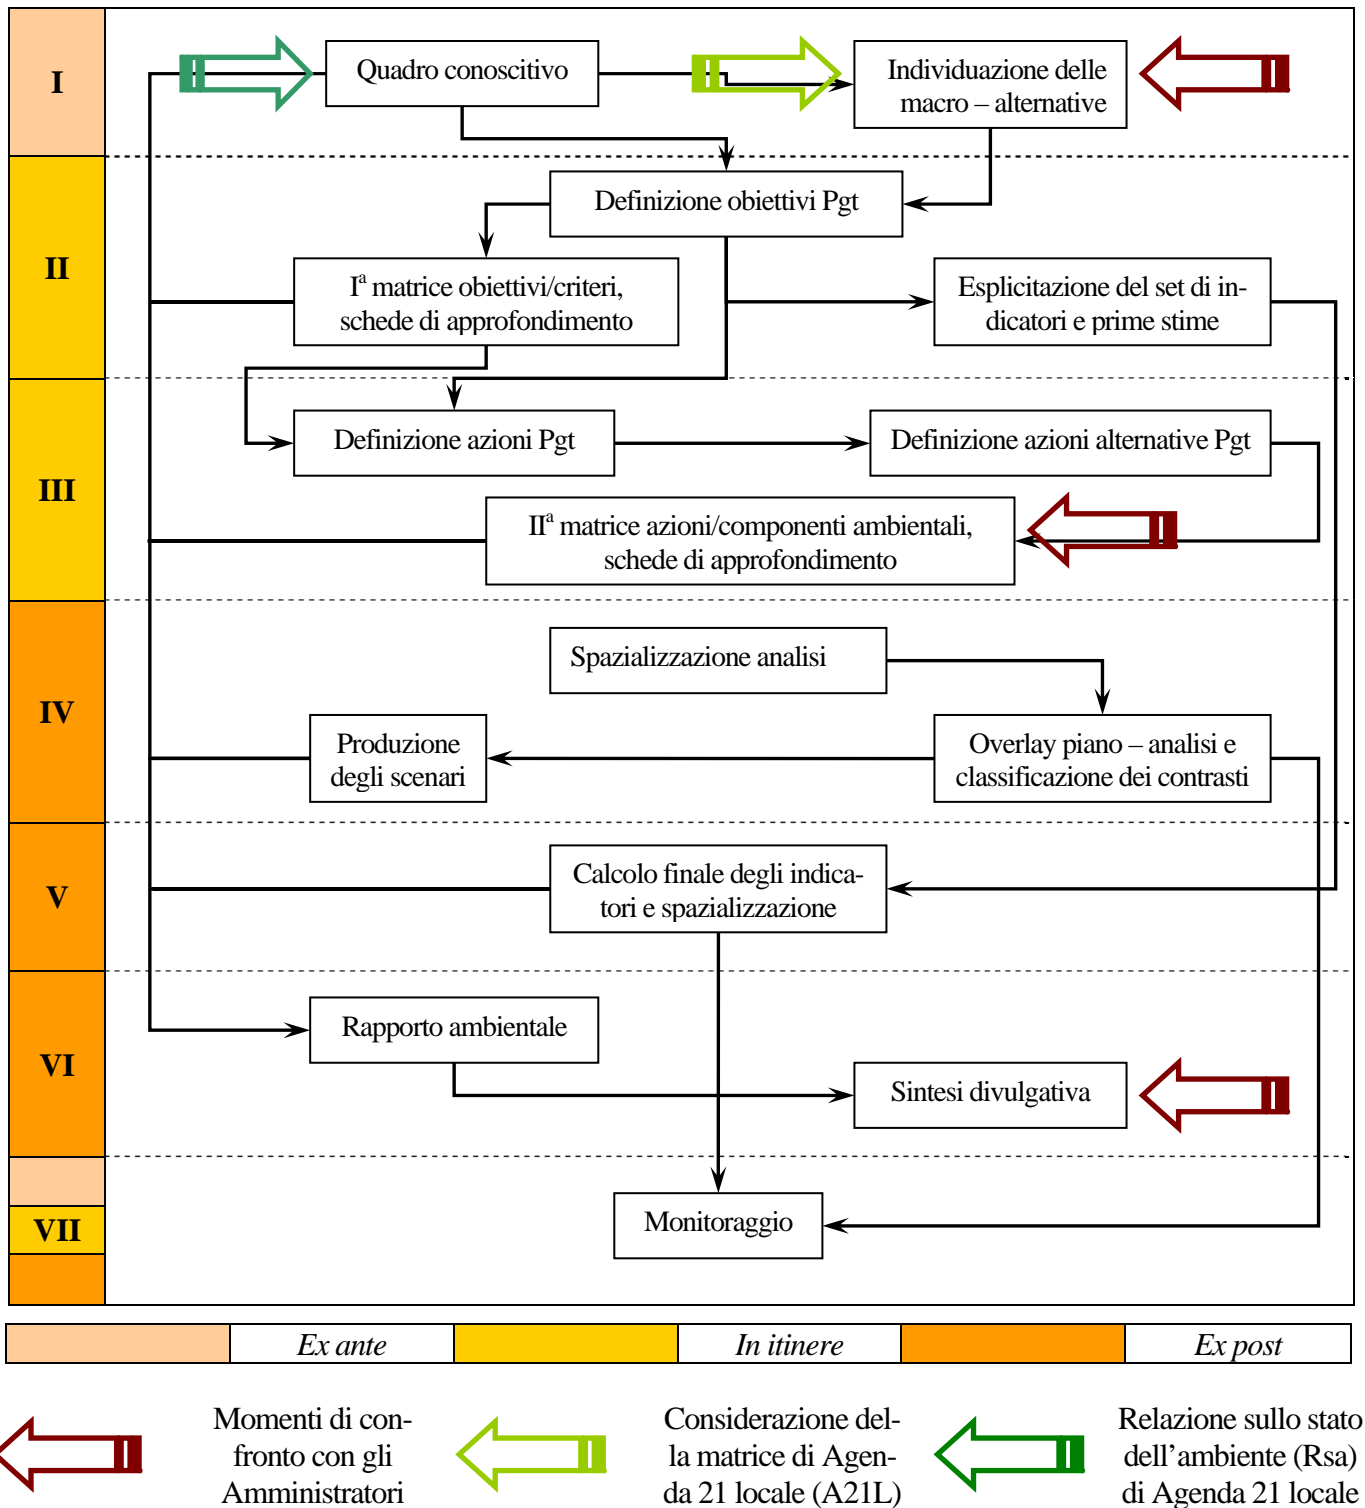 I
Quadro conoscitivo
Individuazione delle
macro – alternative
II
Definizione obiettivi Pgt
Iª matrice obiettivi/criteri,
schede di approfondimento
Esplicitazione del set di in-
dicatori e prime stime
III
Definizione azioni Pgt
Definizione azioni alternative Pgt
IIª matrice azioni/componenti ambientali,
schede di approfondimento
IV
Spazializzazione analisi
Produzione
degli scenari
Overlay piano – analisi e
classificazione dei contrasti
V
Calcolo finale degli indica-
tori e spazializzazione
VI
Rapporto ambientale
Sintesi divulgativa
VII
Monitoraggio
Ex ante
In itinere
Ex post
Momenti di con-
fronto con gli
Amministratori
Considerazione del-
la matrice di Agen-
da 21 locale (A21L)
Relazione sullo stato
dell’ambiente (Rsa)
di Agenda 21 locale